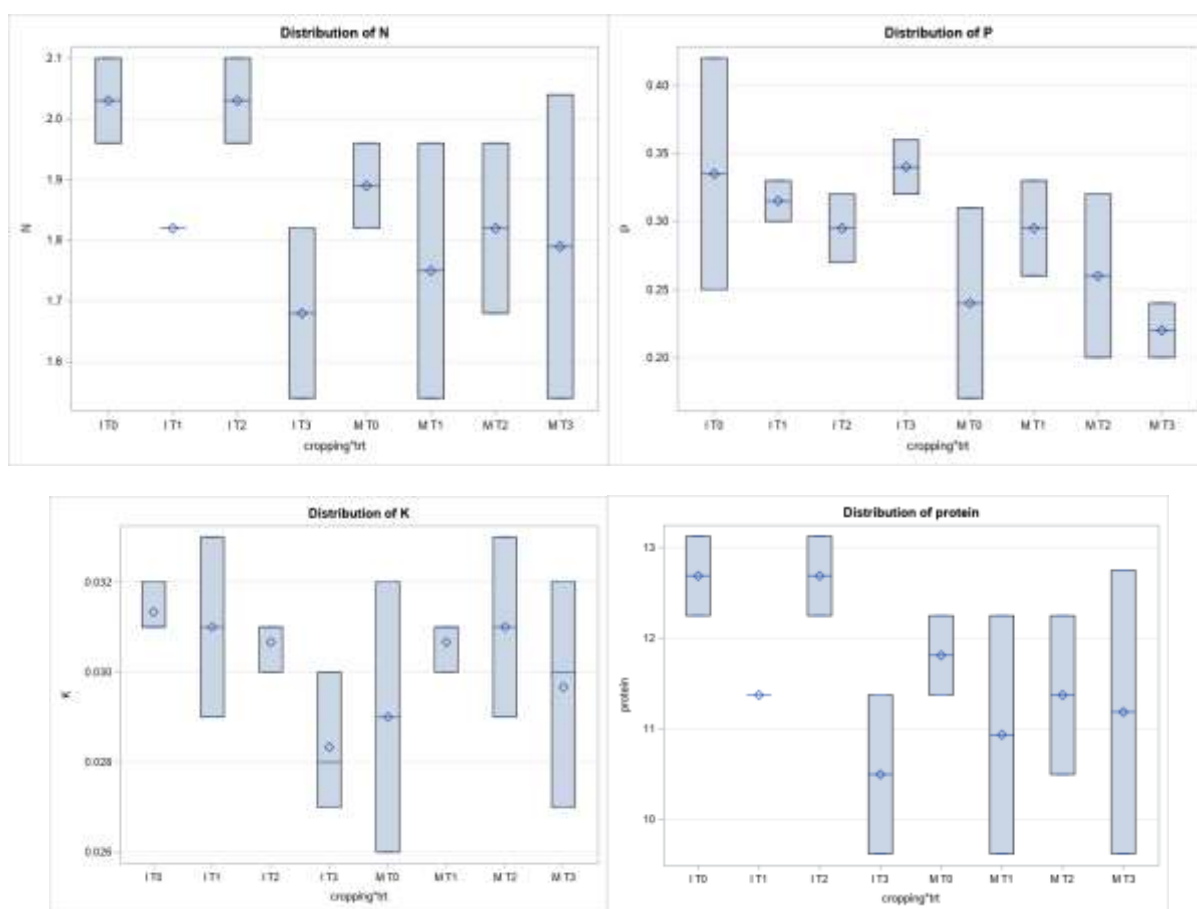 Distribution of N
2.1
2.0
1.9
1.8
1.7
1.6
N
I T0 I T1 I T2 I T3 M T0 M T1 M T2 M T3
cropping*trt
Distribution of P
0.40
0.35
0.30
0.25
0.20
P
I T0 I T1 I T2 I T3 M T0 M T1 M T2 M T3
cropping*trt
Distribution of K
0.032
0.030
0.028
0.026
K
I T0 I T1 I T2 I T3 M T0 M T1 M T2 M T3
cropping*trt
Distribution of protein
13
12
11
10
protein
I T0 I T1 I T2 I T3 M T0 M T1 M T2 M T3
cropping*trt